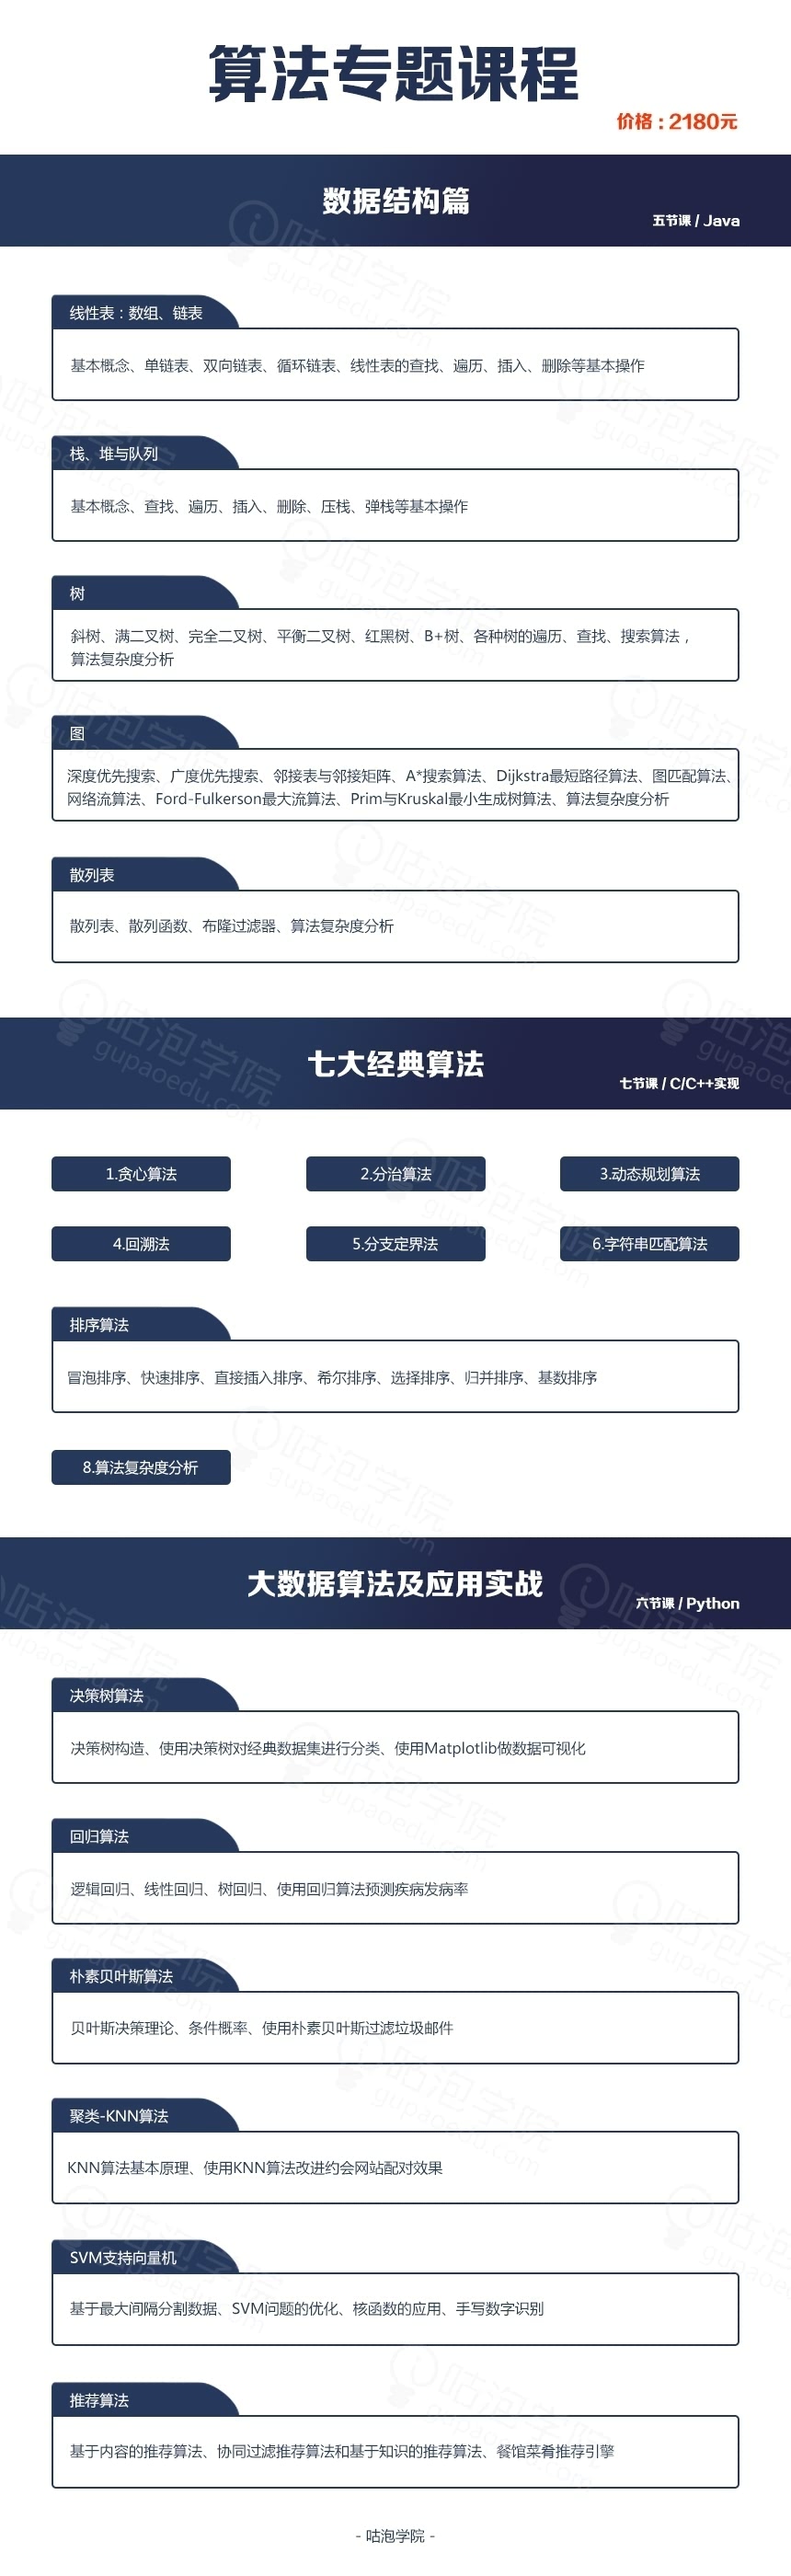 算法专题课程
价格：2180元
数据结构篇
五节课 / Java
线性表：数组、链表
基本概念、单链表、双向链表、循环链表、线性表的查找、遍历、插入、删除等基本操作
栈、堆与队列
基本概念、查找、遍历、插入、删除、压栈、弹栈等基本操作
树
斜树、满二叉树、完全二叉树、平衡二叉树、红黑树、B+树、各种树的遍历、查找、搜索算法，
算法复杂度分析
图
深度优先搜索、广度优先搜索、邻接表与邻接矩阵、A*搜索算法、Dijkstra最短路径算法、图匹配算法、
网络流算法、Ford-Fulkerson最大流算法、Prim与Kruskal最小生成树算法、算法复杂度分析
散列表
散列表、散列函数、布隆过滤器、算法复杂度分析
七大经典算法
七节课 / C/C++实现
1.贪心算法
2.分治算法
3.动态规划算法
4.回溯法
5.分支定界法
6.字符串匹配算法
排序算法
冒泡排序、快速排序、直接插入排序、希尔排序、选择排序、归并排序、基数排序
8.算法复杂度分析
大数据算法及应用实战
六节课 / Python
决策树算法
决策树构造、使用决策树对经典数据集进行分类、使用Matplotlib做数据可视化
回归算法
逻辑回归、线性回归、树回归、使用回归算法预测疾病发病率
朴素贝叶斯算法
贝叶斯决策理论、条件概率、使用朴素贝叶斯过滤垃圾邮件
聚类-KNN算法
KNN算法基本原理、使用KNN算法改进约会网站配对效果
SVM支持向量机
基于最大间隔分割数据、SVM问题的优化、核函数的应用、手写数字识别
推荐算法
基于内容的推荐算法、协同过滤推荐算法和基于知识的推荐算法、餐馆菜肴推荐引擎
- 咕泡学院 -
咕泡学院
gupaoedu.com